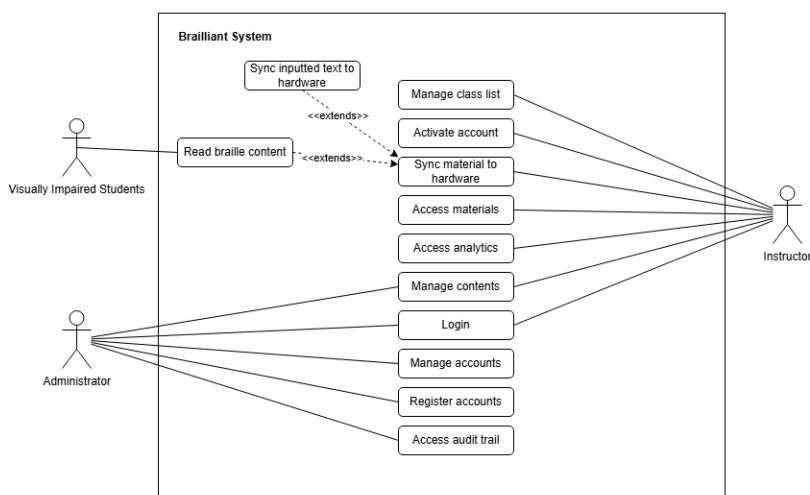 Brailliant System
Sync inputted text to
hardware
Manage class list
<<extends>>
Activate account
Read braille content
<<extends>>
Sync material to
hardware
Visually Impaired Students
Access materials
Access analytics
Instructor
Manage contents
Login
Administrator
Manage accounts
Register accounts
Access audit trail